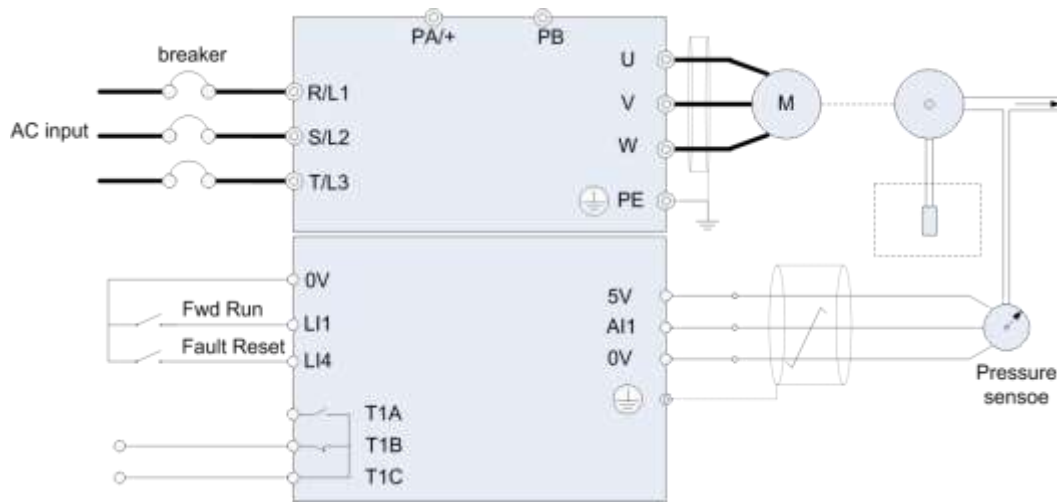 PA/+
PB
breaker
R/L1
AC input
S/L2
T/L3
U
V
W
PE
M
0V
Fwd Run
LI1
Fault Reset
LI4
T1A
T1B
T1C
5V
AI1
0V
Pressure
sensoe